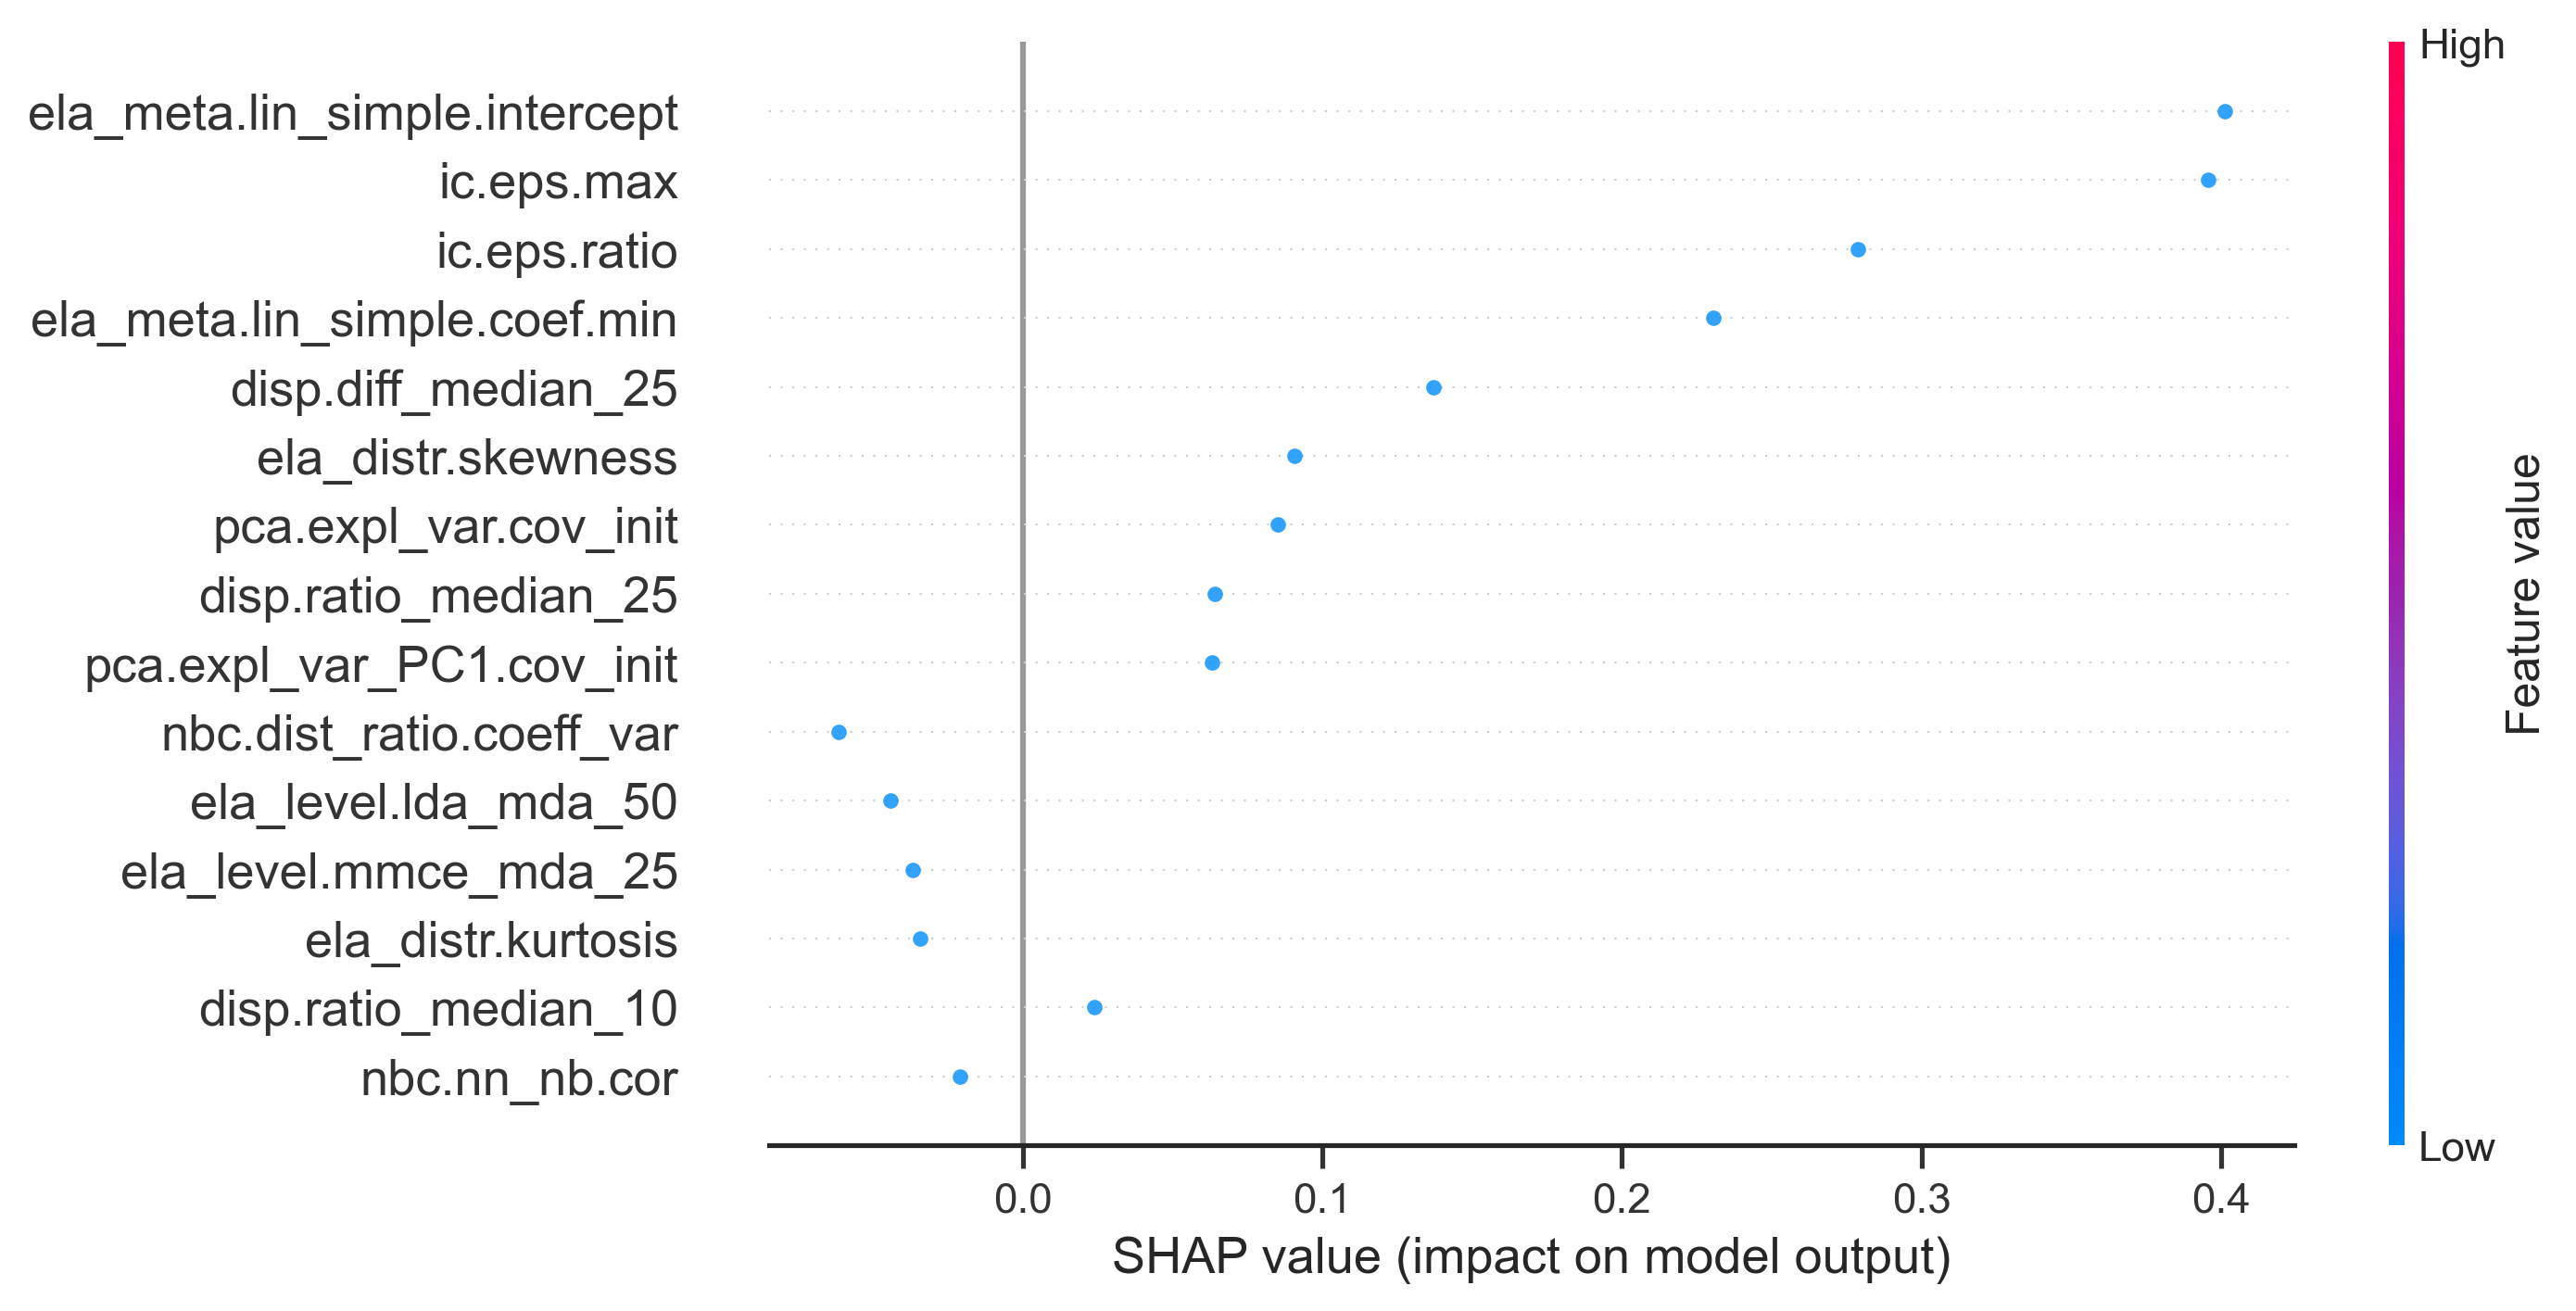 High
ela_meta.lin_simple.intercept
ic.eps.max
ic.eps.ratio
ela_meta.lin_simple.coef.min
disp.diff_median_25
ela_distr.skewness
pca.expl_var.cov_init
disp.ratio_median_25
pca.expl_var_PC1.cov_init
nbc.dist_ratio.coeff_var
ela_level.lda_mda_50
ela_level.mmce_mda_25
ela_distr.kurtosis
disp.ratio_median_10
nbc.nn_nb.cor
Feature value
Low
0.0 0.1 0.2 0.3 0.4
SHAP value (impact on model output)